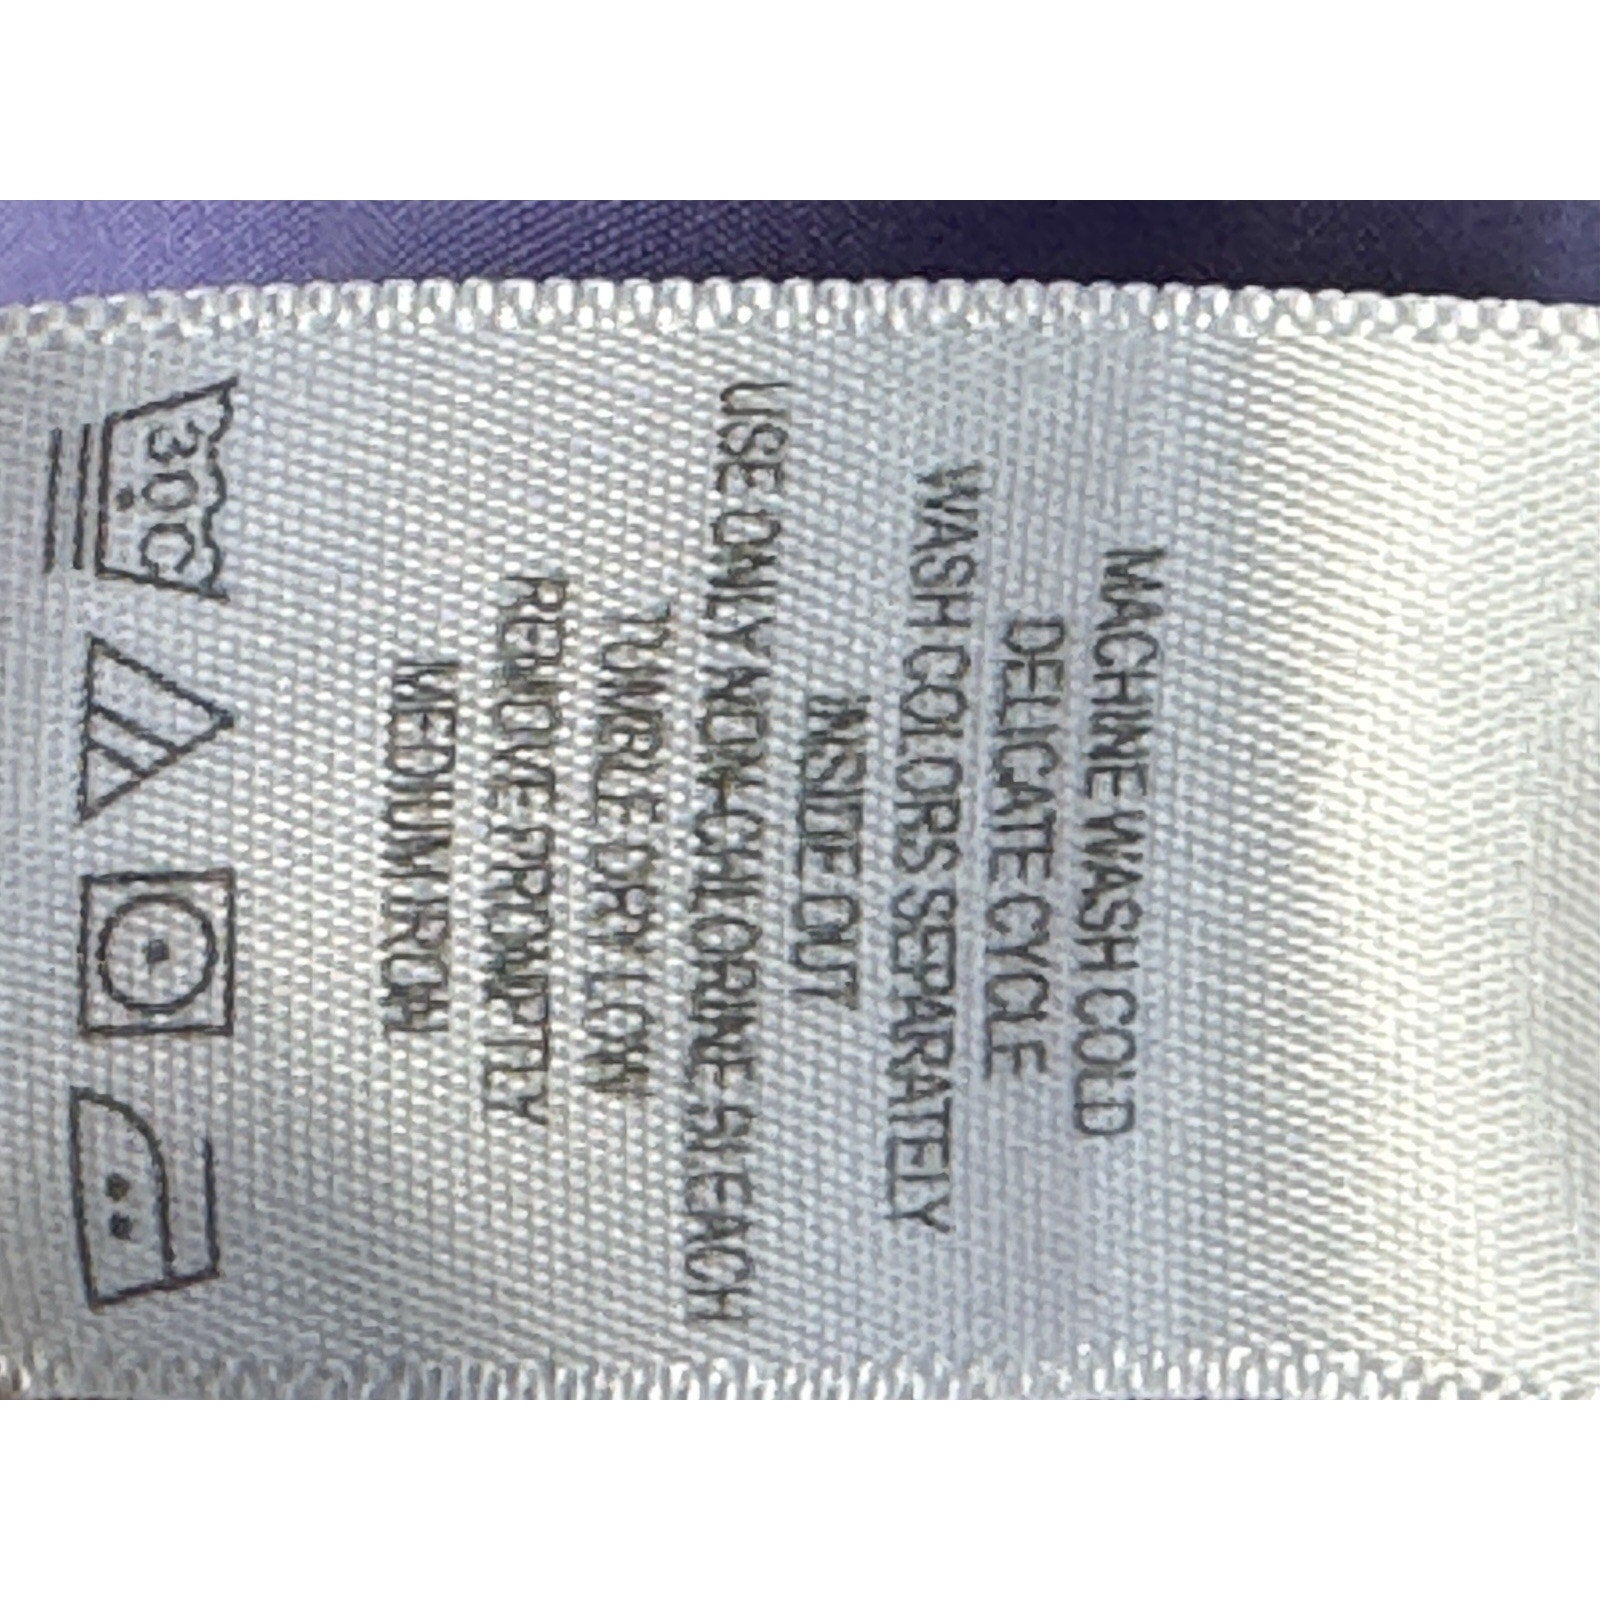 MACHINE WASH COLD
DELICATE CYCLE
WASH COLORS SEPARATELY
INSIDE OUT
USE ONLY NON-CHLORINE BLEACH
TUMBLE DRY LOW
REMOVE PROMPTLY
MEDIUM IRON
30C